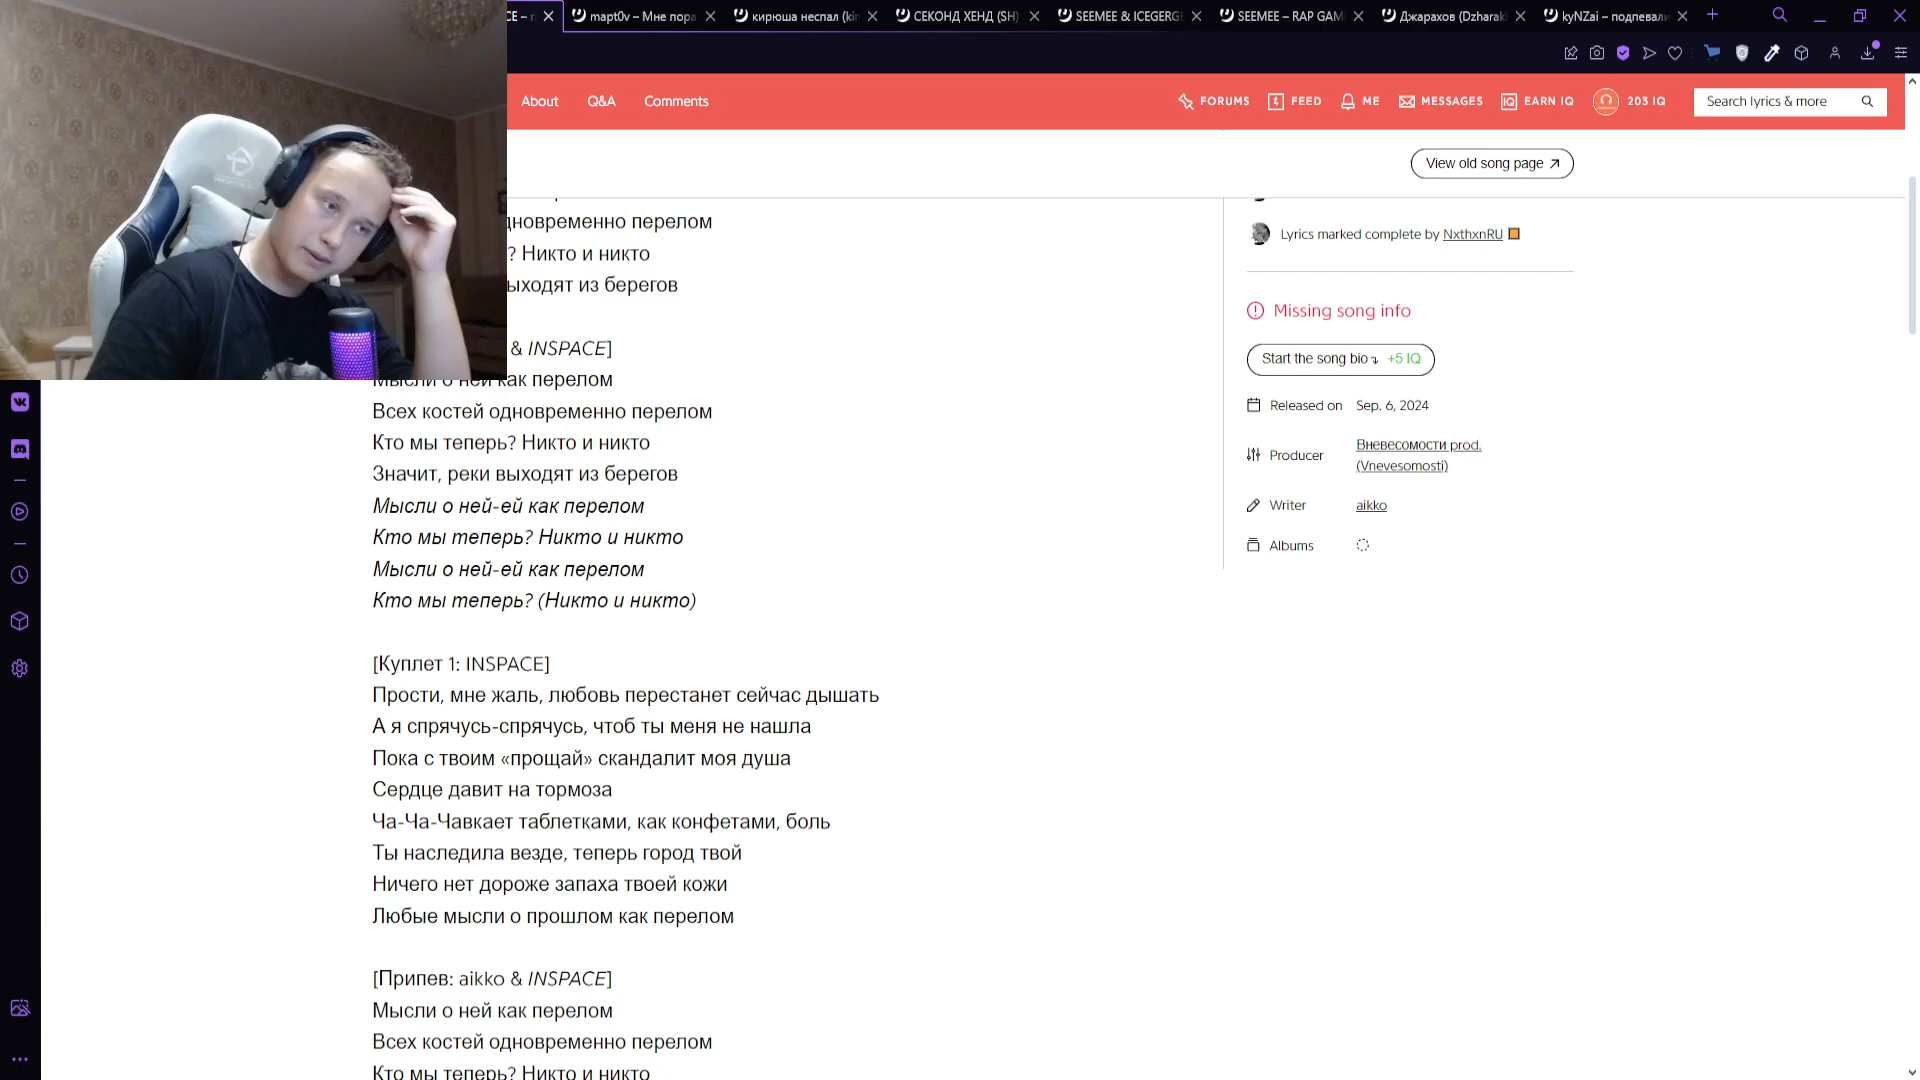 CE – п
mapt0v – Мне пора
кирюша неспал (kir
СЕКОНД ХЕНД (SH)
SEEMEE & ICEGERGE
SEEMEE – RAP GAM
Джарахов (Dzharak
kyNZai – подпевали
About
Q&A
Comments
FORUMS
FEED
ME
MESSAGES
EARN IQ
203 IQ
Search lyrics & more
View old song page
дновременно перелом
? Никто и никто
ыходят из берегов
& INSPACE]
Мысли о ней как перелом
Всех костей одновременно перелом
Кто мы теперь? Никто и никто
Значит, реки выходят из берегов
Мысли о ней-ей как перелом
Кто мы теперь? Никто и никто
Мысли о ней-ей как перелом
Кто мы теперь? (Никто и никто)
[Куплет 1: INSPACE]
Прости, мне жаль, любовь перестанет сейчас дышать
А я спрячусь-спрячусь, чтоб ты меня не нашла
Пока с твоим «прощай» скандалит моя душа
Сердце давит на тормоза
Ча-Ча-Чавкает таблетками, как конфетами, боль
Ты наследила везде, теперь город твой
Ничего нет дороже запаха твоей кожи
Любые мысли о прошлом как перелом
[Припев: aikko & INSPACE]
Мысли о ней как перелом
Всех костей одновременно перелом
Кто мы теперь? Никто и никто
Lyrics marked complete by NxthxnRU
Missing song info
Start the song bio +5 IQ
Released on Sep. 6, 2024
Producer Вневесомости prod.
(Vnevesomosti)
Writer aikko
Albums